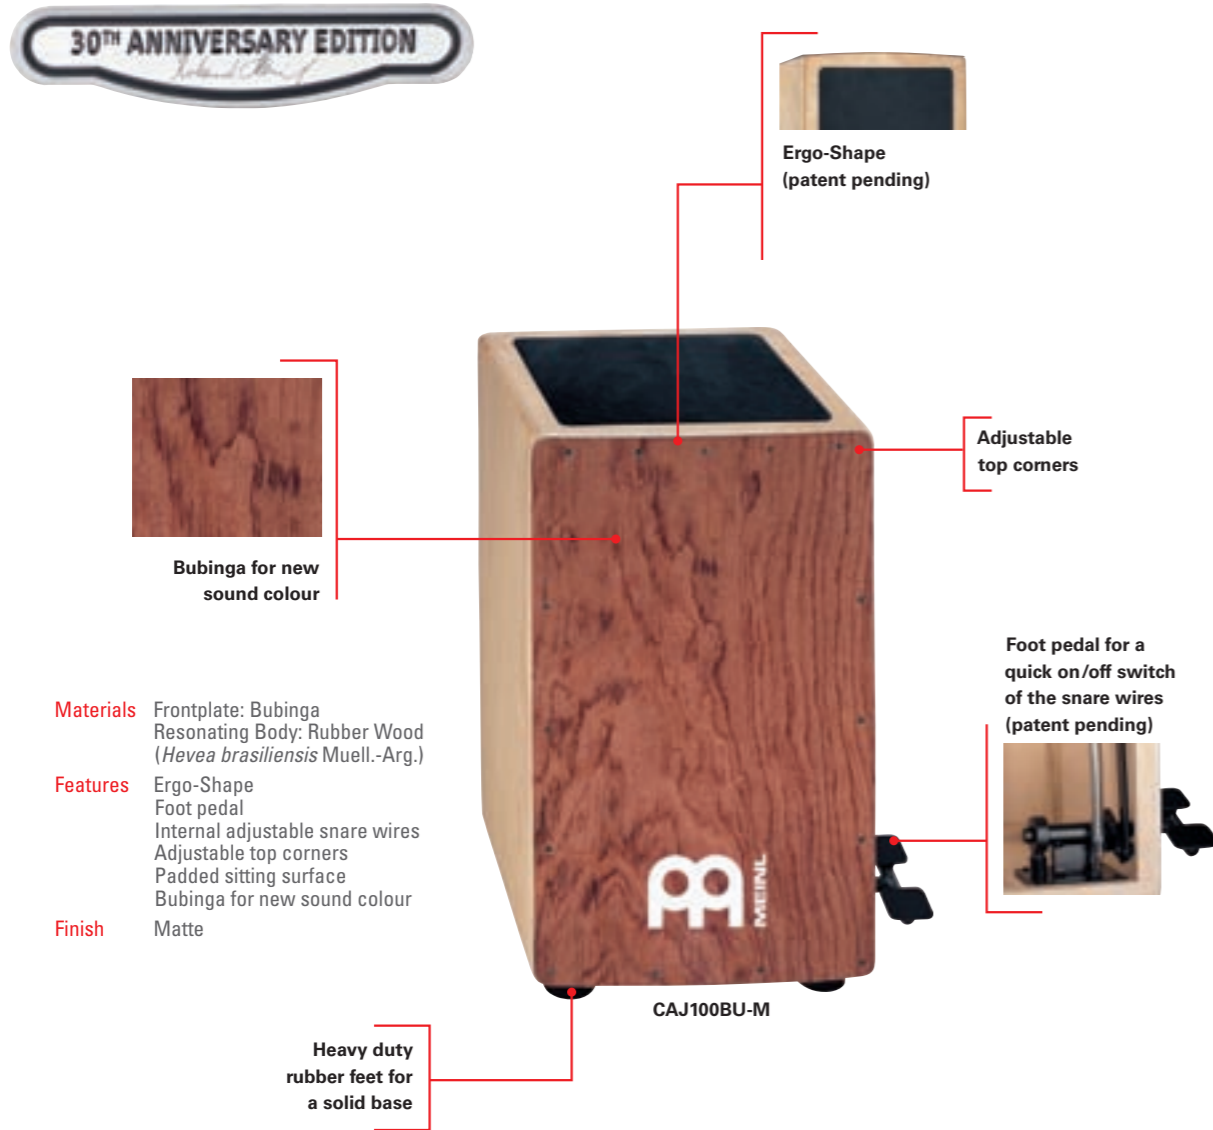 30TH ANNIVERSARY EDITION
Ergo-Shape
(patent pending)
Adjustable
top corners
Bubinga for new
sound colour
Foot pedal for a
quick on/off switch
of the snare wires
(patent pending)
Materials Frontplate: Bubinga
Resonating Body: Rubber Wood
(Hevea brasiliensis Muell.-Arg.)
Features Ergo-Shape
Foot pedal
Internal adjustable snare wires
Adjustable top corners
Padded sitting surface
Bubinga for new sound colour
Finish Matte
MEINL
CAJ100BU-M
Heavy duty
rubber feet for
a solid base